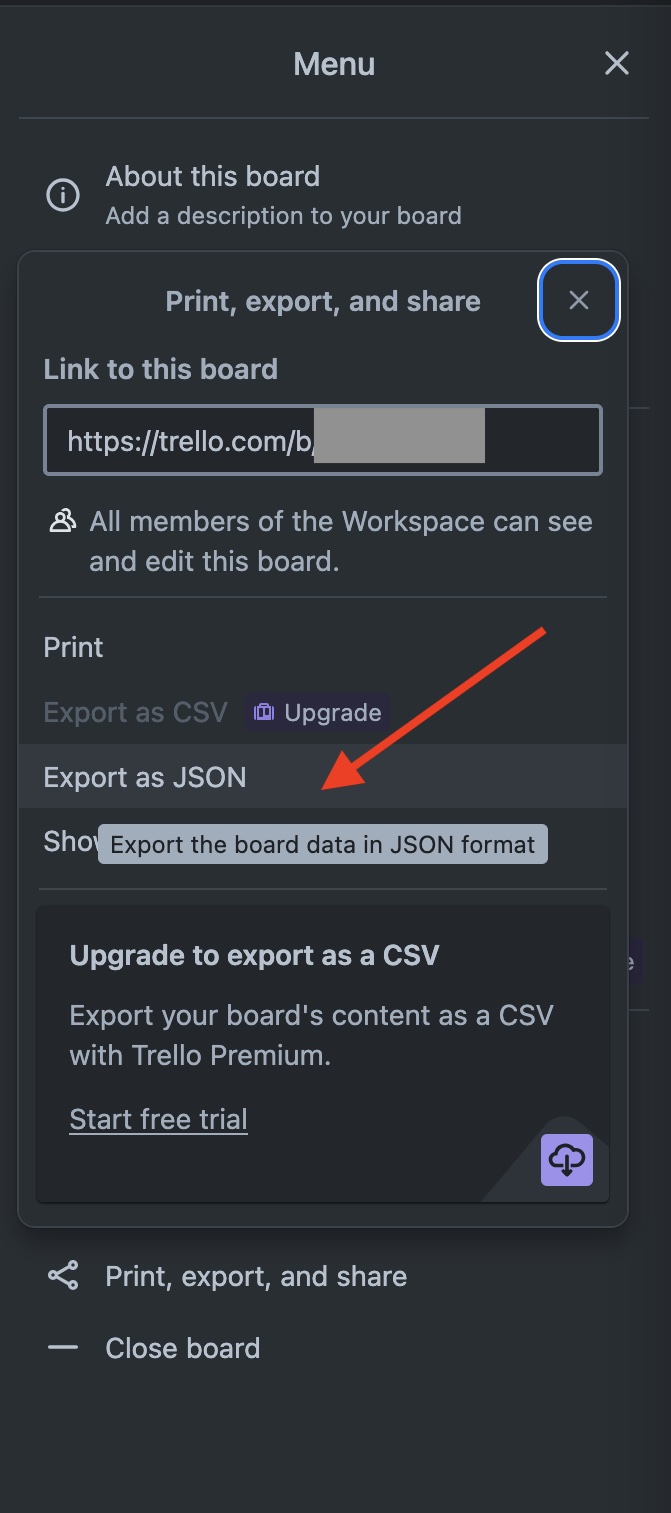 Menu
About this board
Add a description to your board
Print, export, and share
Link to this board
https://trello.com/b/
All members of the Workspace can see
and edit this board.
Print
Export as CSV Upgrade
Export as JSON
Export the board data in JSON format
Upgrade to export as a CSV
Export your board's content as a CSV
with Trello Premium.
Start free trial
Print, export, and share
Close board